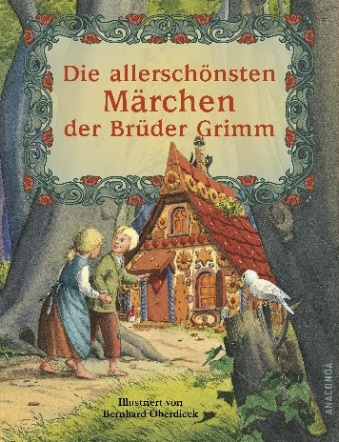 Die allerschönsten
Märchen
der Brüder Grimm
Illustriert von
Bernhard Oberdieck
ANACONDA